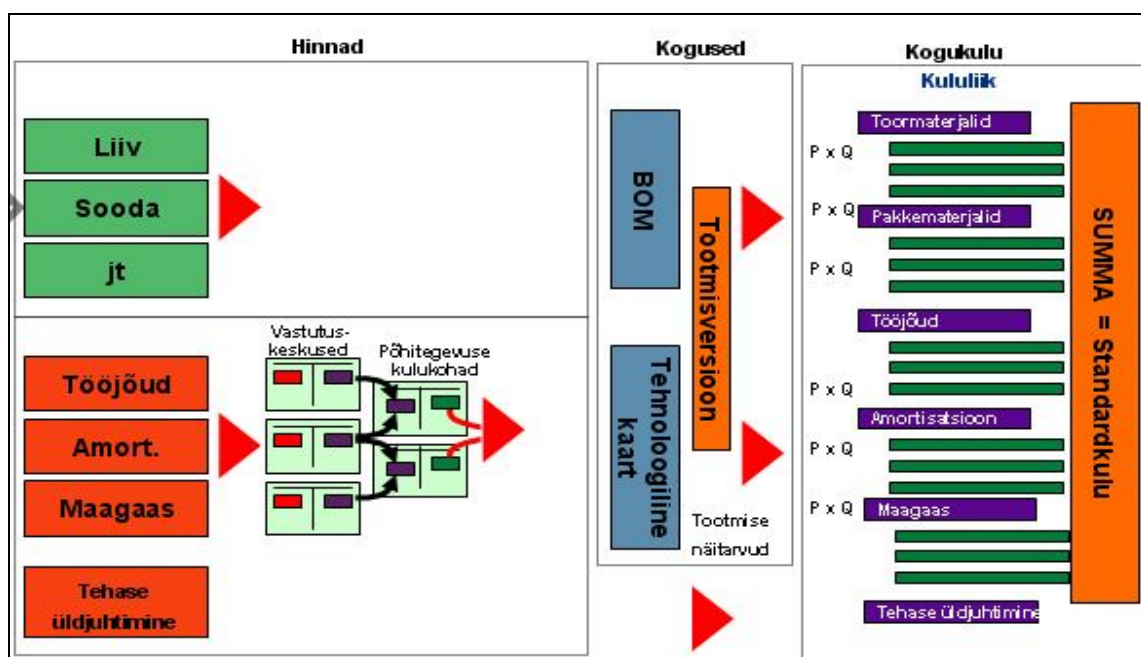 Hinnad
Liiv
Sooda
jt
Tööjõud
Amort.
Maagaas
Tehase
üldjuhtimine
Vastutus-
keskused
Põhitegevuse
kulukohad
Kogused
BOM
Tootmisversioon
Tehnoloogiline
kaart
Tootmise
näitarvud
Kogukulu
Kululiik
Toormaterjalid
P x Q
P x Q
Pakkematerjalid
P x Q
Tööjõud
P x Q
Amortisatsioon
P x Q
P x Q
Maagaas
Tehase üldjuhtimine
SUMMA = Standardkulu